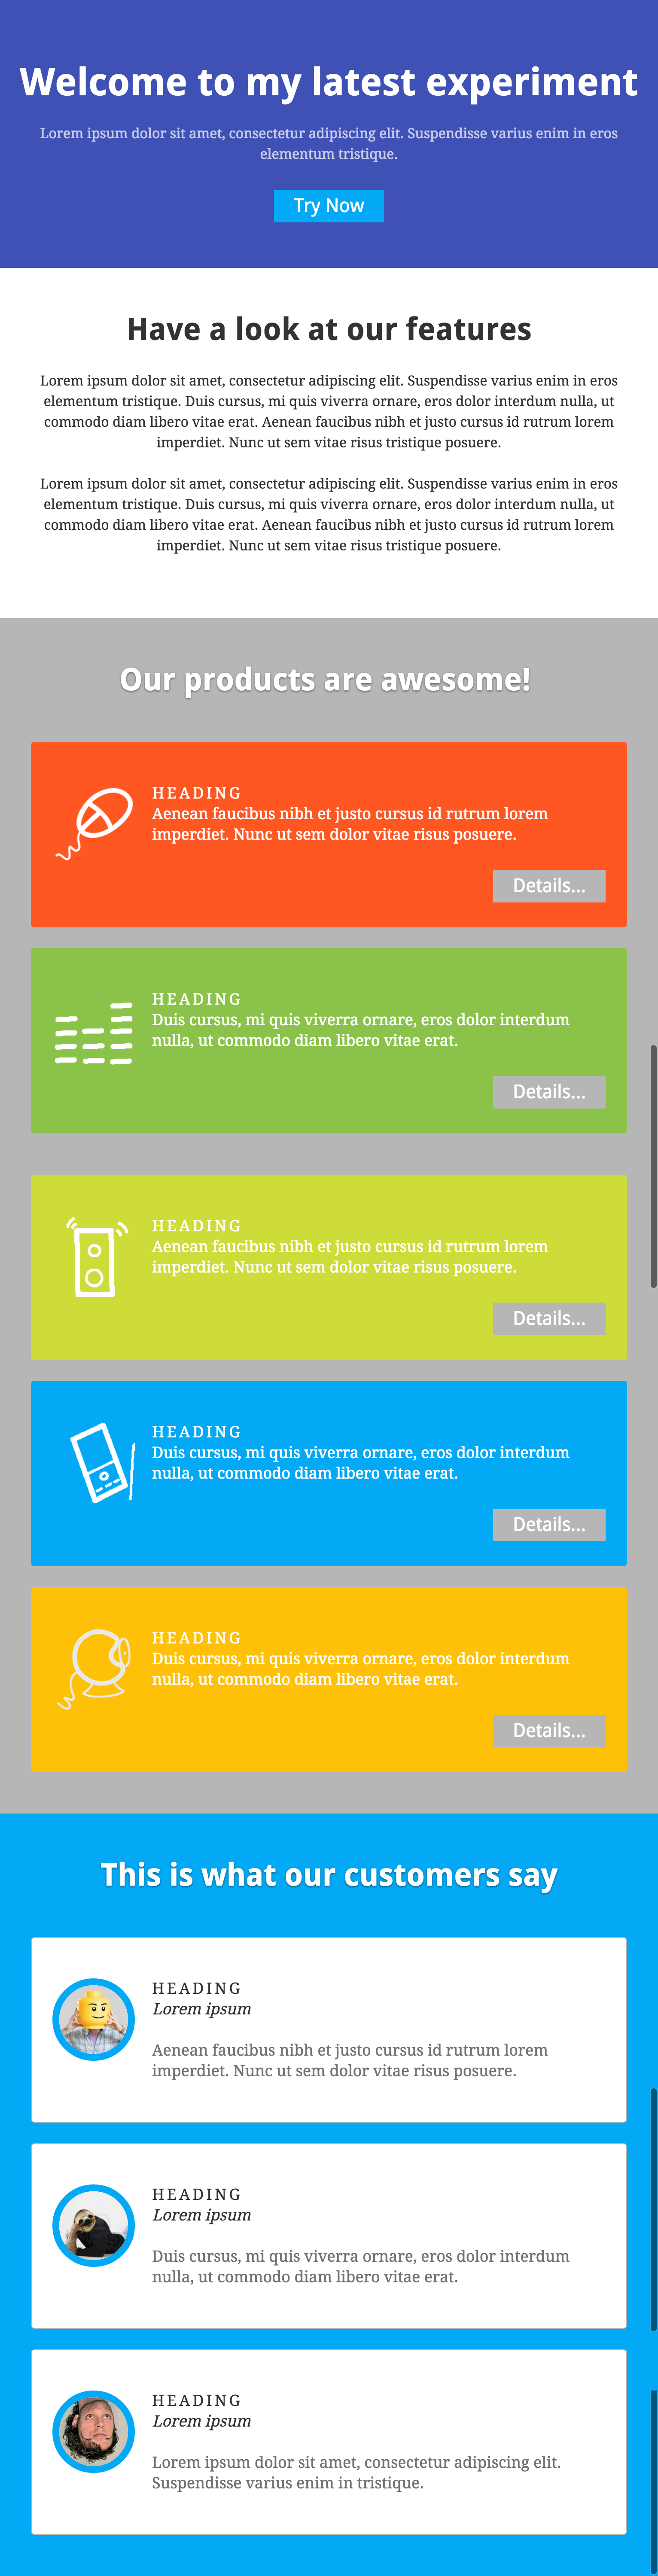 Welcome to my latest experiment
Lorem ipsum dolor sit amet, consectetur adipiscing elit. Suspendisse varius enim in eros
elementum tristique.
Try Now
Have a look at our features
Lorem ipsum dolor sit amet, consectetur adipiscing elit. Suspendisse varius enim in eros
elementum tristique. Duis cursus, mi quis viverra ornare, eros dolor interdum nulla, ut
commodo diam libero vitae erat. Aenean faucibus nibh et justo cursus id rutrum lorem
imperdiet. Nunc ut sem vitae risus tristique posuere.
Lorem ipsum dolor sit amet, consectetur adipiscing elit. Suspendisse varius enim in eros
elementum tristique. Duis cursus, mi quis viverra ornare, eros dolor interdum nulla, ut
commodo diam libero vitae erat. Aenean faucibus nibh et justo cursus id rutrum lorem
imperdiet. Nunc ut sem vitae risus tristique posuere.
Our products are awesome!
HEADING
Aenean faucibus nibh et justo cursus id rutrum lorem
imperdiet. Nunc ut sem dolor vitae risus posuere.
Details...
HEADING
Duis cursus, mi quis viverra ornare, eros dolor interdum
nulla, ut commodo diam libero vitae erat.
Details...
HEADING
Aenean faucibus nibh et justo cursus id rutrum lorem
imperdiet. Nunc ut sem dolor vitae risus posuere.
Details...
HEADING
Duis cursus, mi quis viverra ornare, eros dolor interdum
nulla, ut commodo diam libero vitae erat.
Details...
HEADING
Duis cursus, mi quis viverra ornare, eros dolor interdum
nulla, ut commodo diam libero vitae erat.
Details...
This is what our customers say
HEADING
Lorem ipsum
Aenean faucibus nibh et justo cursus id rutrum lorem
imperdiet. Nunc ut sem dolor vitae risus posuere.
HEADING
Lorem ipsum
Duis cursus, mi quis viverra ornare, eros dolor interdum
nulla, ut commodo diam libero vitae erat.
HEADING
Lorem ipsum
Lorem ipsum dolor sit amet, consectetur adipiscing elit.
Suspendisse varius enim in tristique.